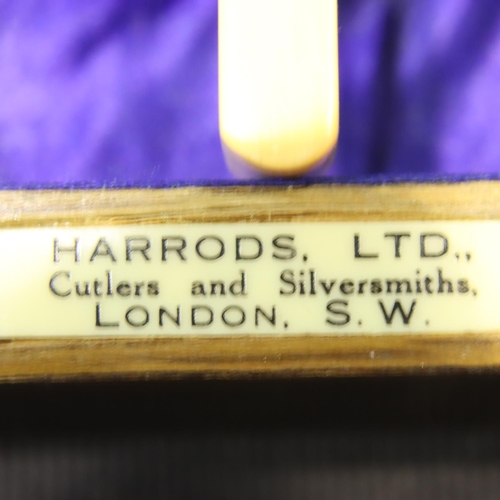 HARRODS, LTD.,
Cutlers and Silversmiths,
LONDON, S. W.